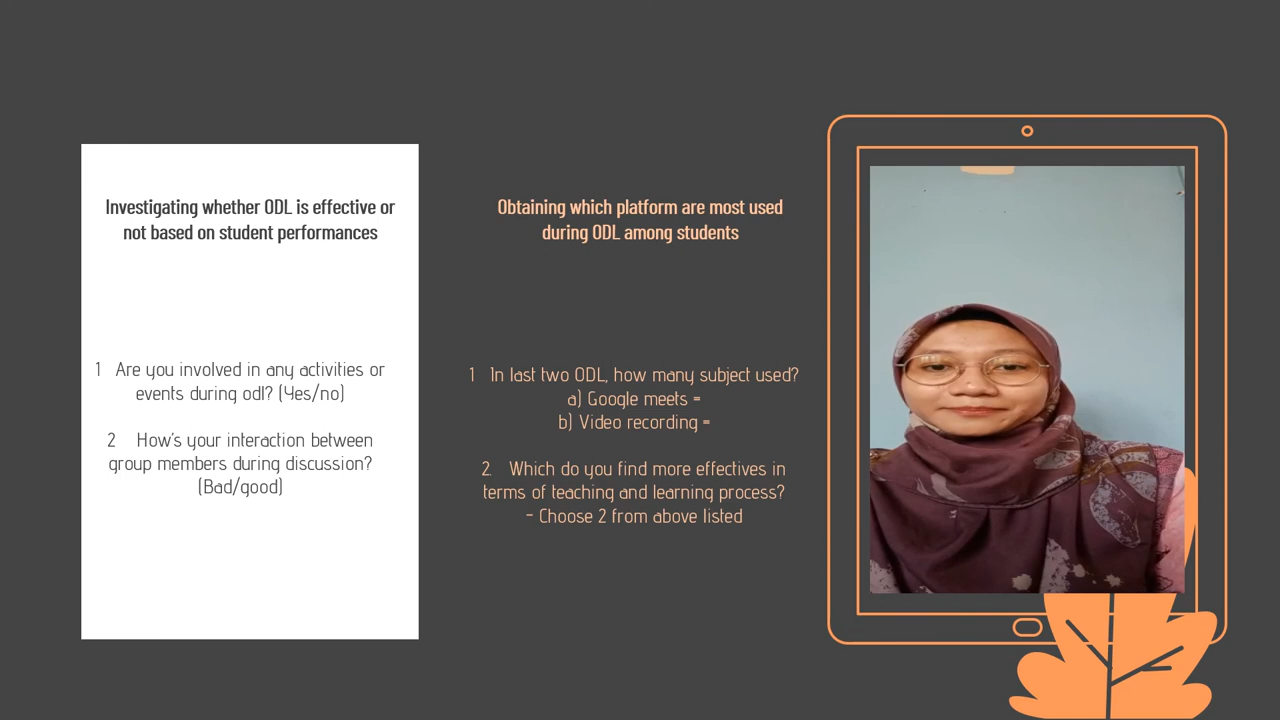 Investigating whether ODL is effective or
not based on student performances
1 Are you involved in any activities or
events during odl? (Yes/no)
2 How's your interaction between
group members during discussion?
(Bad/good)
Obtaining which platform are most used
during ODL among students
1 In last two ODL, how many subject used?
a) Google meets =
b) Video recording =
2 Which do you find more effectives in
terms of teaching and learning process?
- Choose 2 from above listed